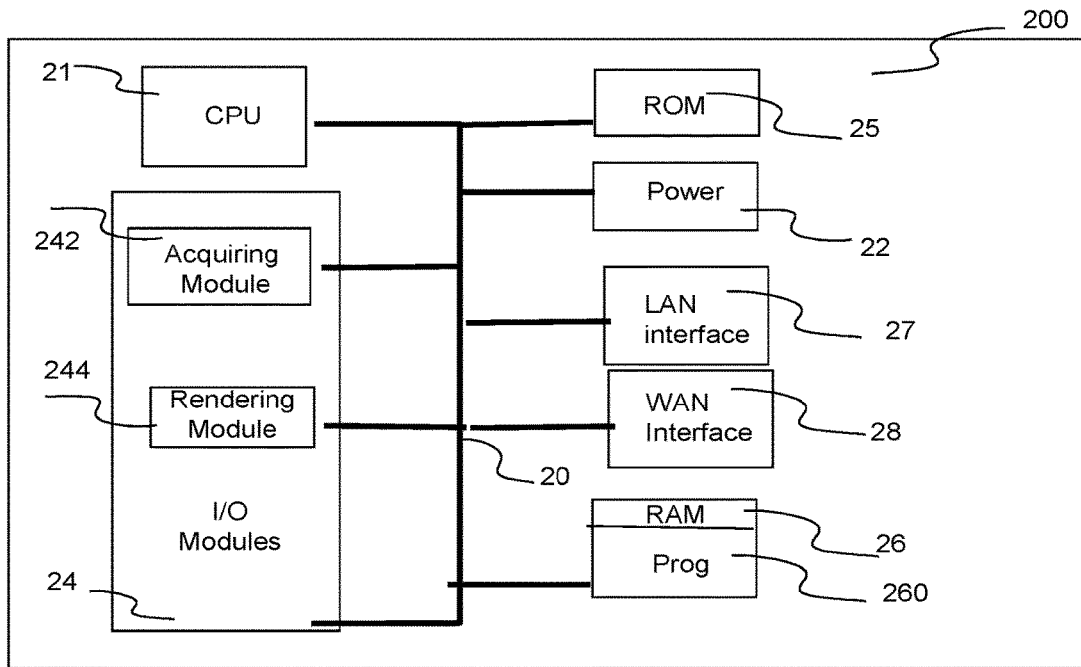 200
21
CPU
ROM
25
Power
22
242
Acquiring
Module
LAN
interface
27
244
Rendering
Module
WAN
Interface
28
20
I/O
Modules
RAM
26
Prog
260
24